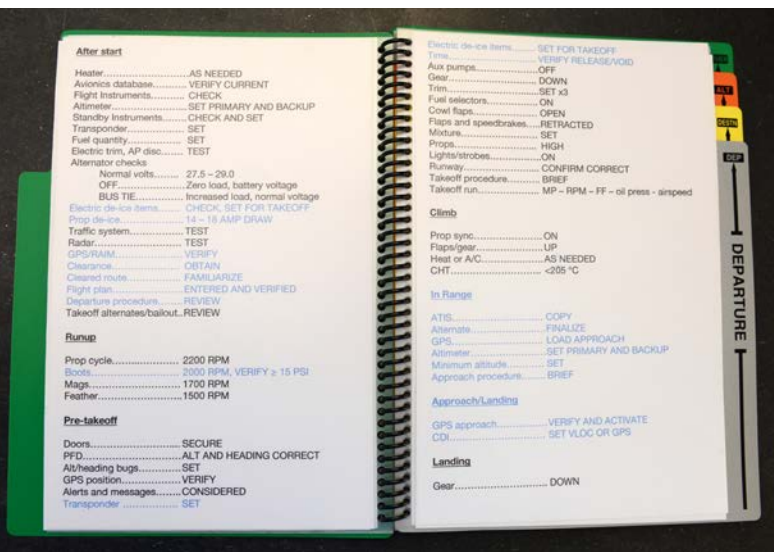 After start
Heater....................AS NEEDED
Avionics database......... VERIFY CURRENT
Flight Instruments........... CHECK
Altimeter.....................SET PRIMARY AND BACKUP
Standby Instruments....CHECK AND SET
Transponder................. SET
Fuel quantity................ SET
Electric trim, AP disc....... TEST
Alternator checks
Normal volts....... 27.5 – 29.0
OFF..................Zero load, battery voltage
BUS TIE..............Increased load, normal voltage
Electric de-ice items........ CHECK, SET FOR TAKEOFF
Prop de-ice.................... 14 – 18 AMP DRAW
Traffic system................TEST
Radar...........................TEST
GPS/RAIM.................... VERIFY
Clearance..................... OBTAIN
Cleared route................ FAMILIARIZE
Flight plan.....................ENTERED AND VERIFIED
Departure procedure.......REVIEW
Takeoff alternates/bailout..REVIEW
Runup
Prop cycle..................... 2200 RPM
Boots............................ 2000 RPM, VERIFY ≥ 15 PSI
Mags............................ 1700 RPM
Feather.........................1500 RPM
Pre-takeoff
Doors...........................SECURE
PFD.............................ALT AND HEADING CORRECT
Alt/heading bugs.............SET
GPS position..................VERIFY
Alerts and messages........CONSIDERED
Transponder ................. SET
Electric de-ice items........ SET FOR TAKEOFF
Time............................ VERIFY RELEASE/VOID
Aux pumps....................OFF
Gear............................DOWN
Trim.............................SET x3
Fuel selectors................ON
Cowl flaps.....................OPEN
Flaps and speedbrakes....RETRACTED
Mixture.........................SET
Props...........................HIGH
Lights/strobes................ON
Runway........................CONFIRM CORRECT
Takeoff procedure..........BRIEF
Takeoff run................... MP – RPM – FF – oil press - airspeed
Climb
Prop sync......................ON
Flaps/gear.....................UP
Heat or A/C...................AS NEEDED
CHT............................. <205 °C
In Range
ATIS.............................COPY
Alternate.......................FINALIZE
GPS.............................LOAD APPROACH
Altimeter.......................SET PRIMARY AND BACKUP
Minimum altitude............SET
Approach procedure.......BRIEF
Approach/Landing
GPS approach................VERIFY AND ACTIVATE
CDI.............................. SET VLOC OR GPS
Landing
Gear............................. DOWN
ALT
DESTN
DEP
DEPARTURE